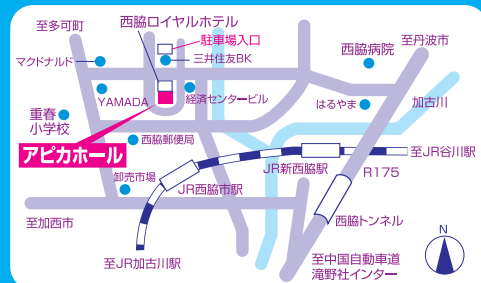 至多可町
西脇ロイヤルホテル
至丹波市
駐車場入口
西脇病院
マクドナルド
三井住友BK
YAMADA
経済センタービル
はるやま
加古川
重春
小学校
西脇郵便局
アピカホール
至JR谷川駅
卸売市場
JR西脇市駅
JR新西脇駅
R175
至加西市
西脇トンネル
N
至JR加古川駅
至中国自動車道
滝野社インター